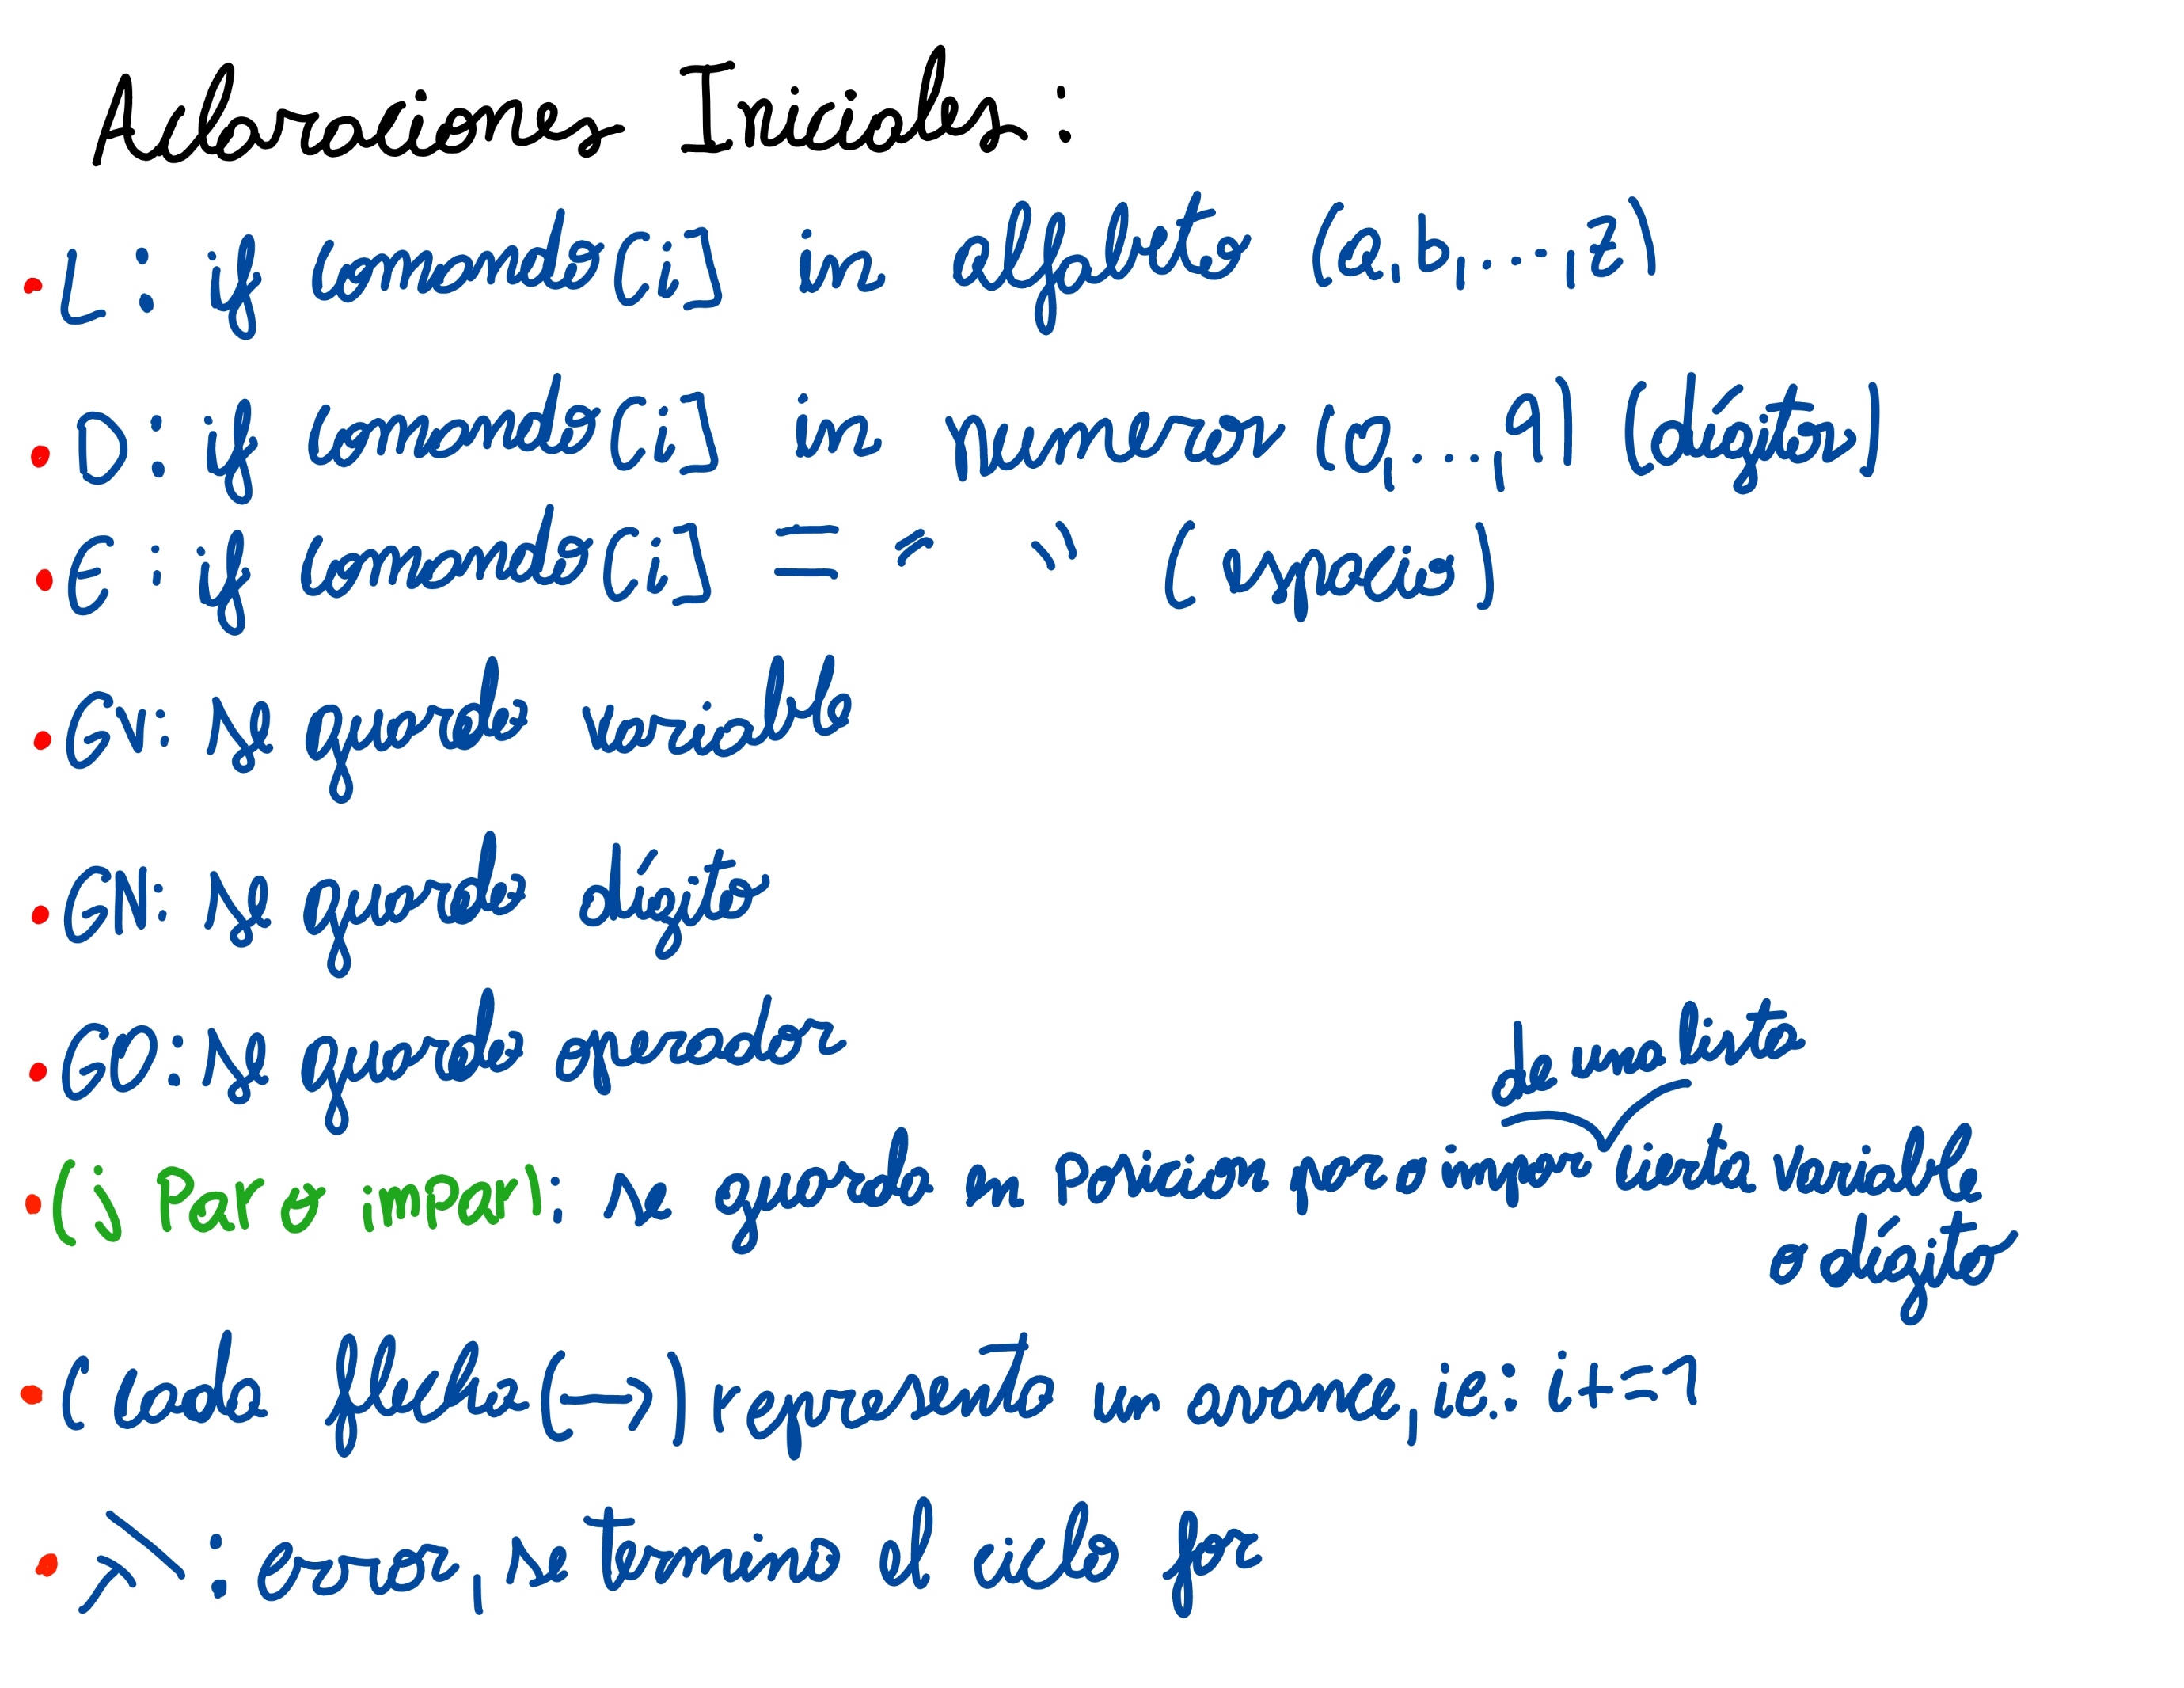 Aclaraciones Iniciales:
• L: if comando[i] in alfabeto (a, b, ..., z)
• D: if comando[i] in numeros (0, ..., 9) (dígitos)
• E: if comando[i] == ' ' (espacio)
• GV: se guarda variable
• GN: se guarda dígito
• GO: se guarda operador
de una lista
• (j Par o impar): se aguarda en posicion par o impar cierta variable
o dígito
• Cada flecha (→) representa un avance, ie: i+=1
• λ: error, se termina el ciclo for